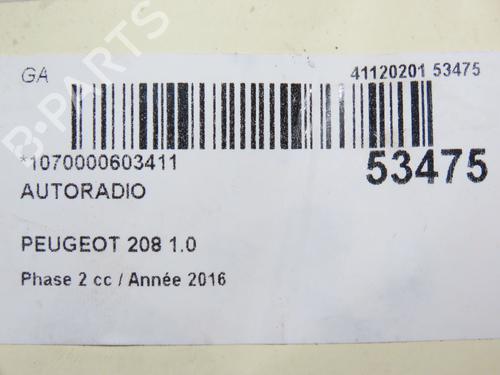 GA
41120201 53475
*1070000603411
53475
AUTORADIO
PEUGEOT 208 1.0
Phase 2 cc / Année 2016
B-PARTS